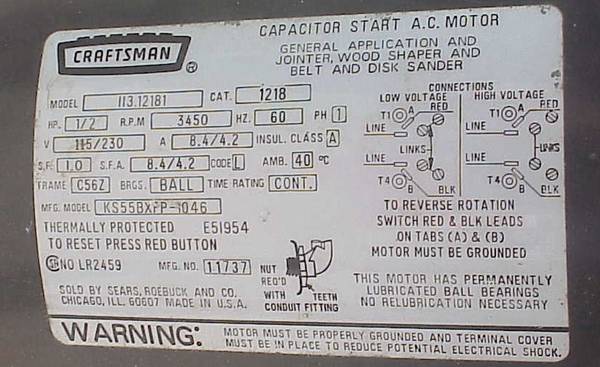 CRAFTSMAN ®
CAPACITOR START A.C. MOTOR
GENERAL APPLICATION AND
JOINTER, WOOD SHAPER AND
BELT AND DISK SANDER
MODEL 113.12181 CAT. 1218
HP. 1/2 R.P.M 3450 HZ. 60 PH 1
V 115/230 A 8.4/4.2 INSUL. CLASS A
S.F. 1.0 S.F.A. 8.4/4.2 CODE L AMB. 40 °C
FRAME C56Z BRGS. BALL TIME RATING CONT.
MFG. MODEL KS55BXPP-1046
THERMALLY PROTECTED E51954
TO RESET PRESS RED BUTTON
NO LR2459 MFG. NO. 11737
SOLD BY SEARS, ROEBUCK AND CO.
CHICAGO, ILL. 60607 MADE IN U.S.A.
NUT
REQ'D
WITH TEETH
CONDUIT FITTING
CONNECTIONS
LOW VOLTAGE HIGH VOLTAGE
RED RED
T1 A T1 A
LINE LINE
LINKS LINKS
LINE LINE
T4 B BLK T4 B BLK
TO REVERSE ROTATION
SWITCH RED & BLK LEADS
ON TABS (A) & (B)
MOTOR MUST BE GROUNDED
THIS MOTOR HAS PERMANENTLY
LUBRICATED BALL BEARINGS
NO RELUBRICATION NECESSARY
WARNING: MOTOR MUST BE PROPERLY GROUNDED AND TERMINAL COVER
MUST BE IN PLACE TO REDUCE POTENTIAL ELECTRICAL SHOCK.